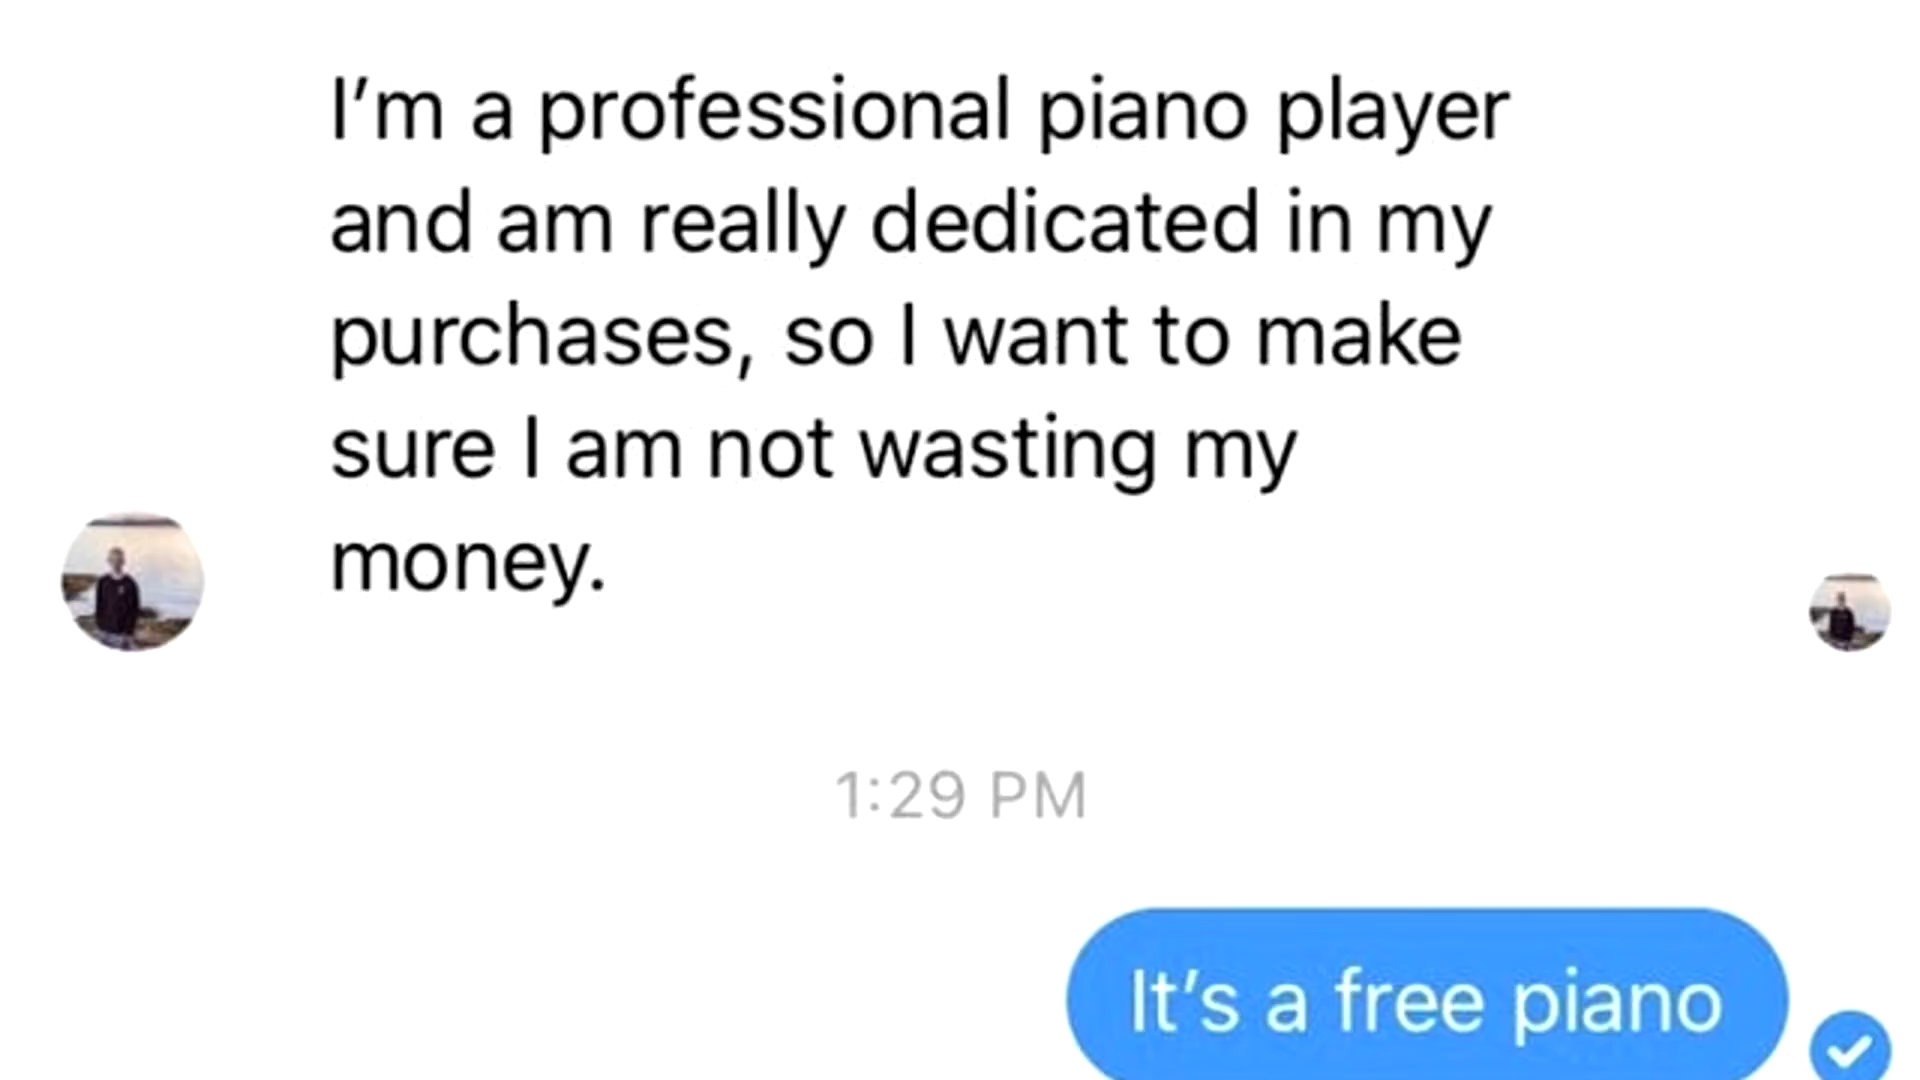 I’m a professional piano player
and am really dedicated in my
purchases, so I want to make
sure I am not wasting my
money.
1:29 PM
It’s a free piano